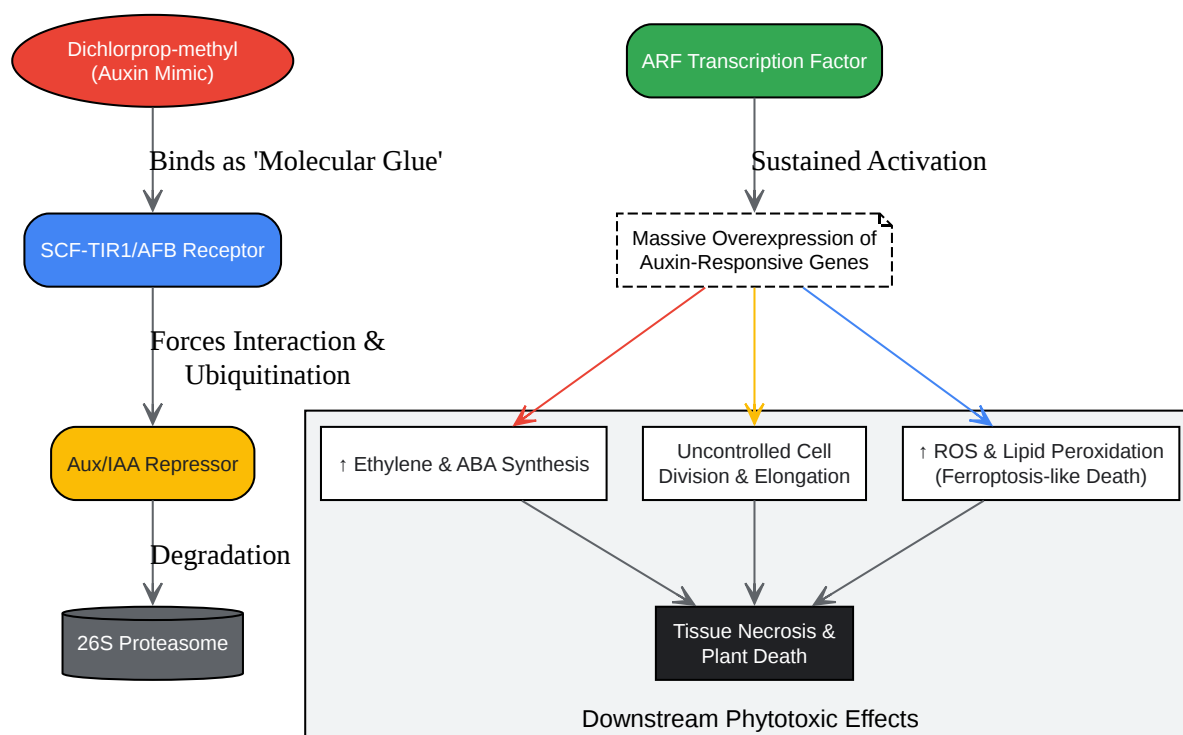 Dichlorprop-methyl
(Auxin Mimic)
Binds as 'Molecular Glue'
SCF-TIR1/AFB Receptor
Forces Interaction &
Ubiquitination
Aux/IAA Repressor
Degradation
26S Proteasome
ARF Transcription Factor
Sustained Activation
Massive Overexpression of
Auxin-Responsive Genes
↑ Ethylene & ABA Synthesis
Uncontrolled Cell
Division & Elongation
↑ ROS & Lipid Peroxidation
(Ferroptosis-like Death)
Tissue Necrosis &
Plant Death
Downstream Phytotoxic Effects